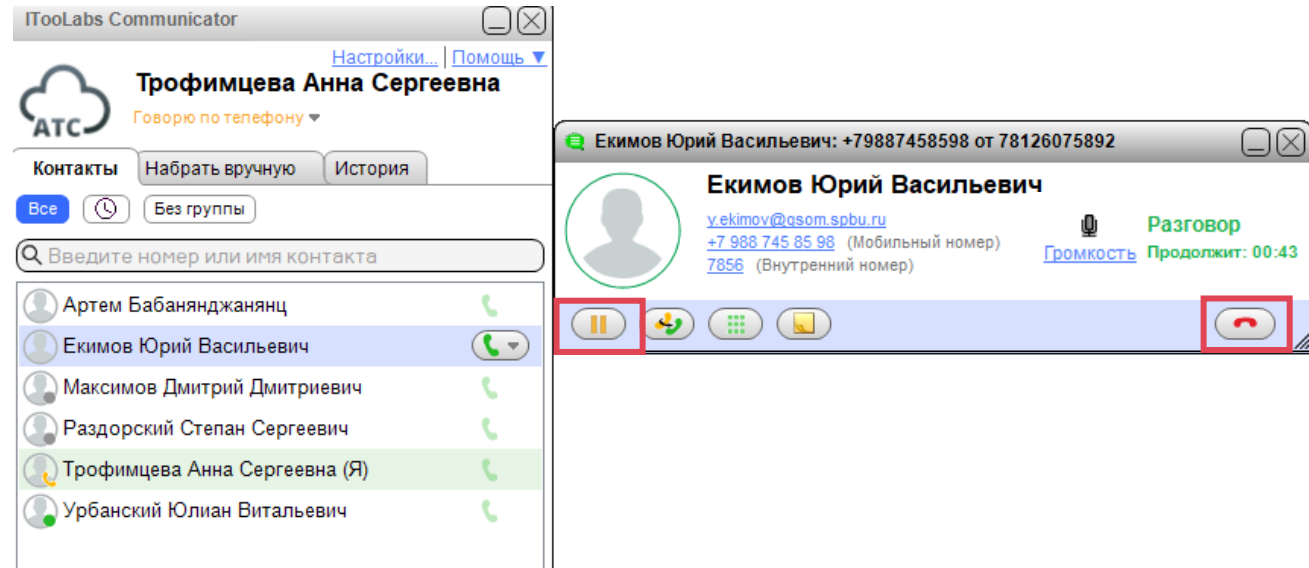 ITooLabs Communicator
Настройки... | Помощь ▼
Трофимцева Анна Сергеевна
Говорю по телефону
АТС
Контакты Набрать вручную История
Все Без группы
Введите номер или имя контакта
Артем Бабанянджанянц
Екимов Юрий Васильевич
Максимов Дмитрий Дмитриевич
Раздорский Степан Сергеевич
Трофимцева Анна Сергеевна (Я)
Урбанский Юлиан Витальевич
Екимов Юрий Васильевич: +79887458598 от 78126075892
Екимов Юрий Васильевич
y.ekimov@gsom.spbu.ru
+7 988 745 85 98 (Мобильный номер)
7856 (Внутренний номер)
Громкость
Разговор
Продолжит: 00:43